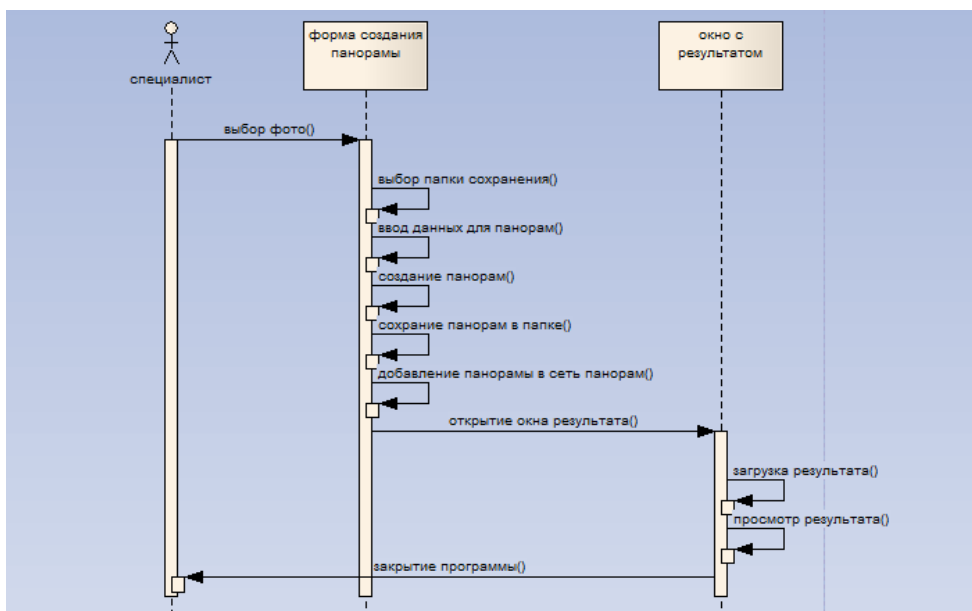 форма создания
панорамы
окно с
результатом
специалист
выбор фото()
выбор папки сохранения()
ввод данных для панорам()
создание панорам()
сохрание панорам в папке()
добавление панорамы в сеть панорам()
открытие окна результата()
загрузка результата()
просмотр результата()
закрытие программы()